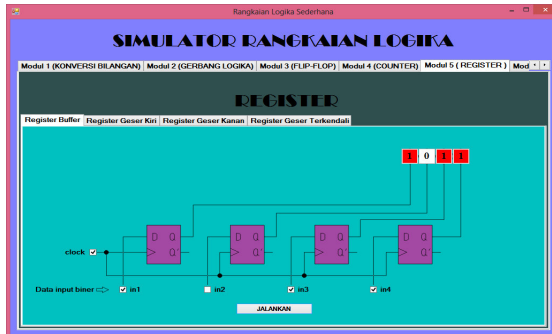 Rangkaian Logika Sederhana
SIMULATOR RANGKAIAN LOGIKA
Modul 1 (KONVERSI BILANGAN) Modul 2 (GERBANG LOGIKA) Modul 3 (FLIP-FLOP) Modul 4 (COUNTER) Modul 5 ( REGISTER ) Mod
REGISTER
Register Buffer Register Geser Kiri Register Geser Kanan Register Geser Terkendali
1 0 1 1
D Q D Q D Q D Q
clock Q' Q' Q' Q'
Data input biner in1 in2 in3 in4
JALANKAN